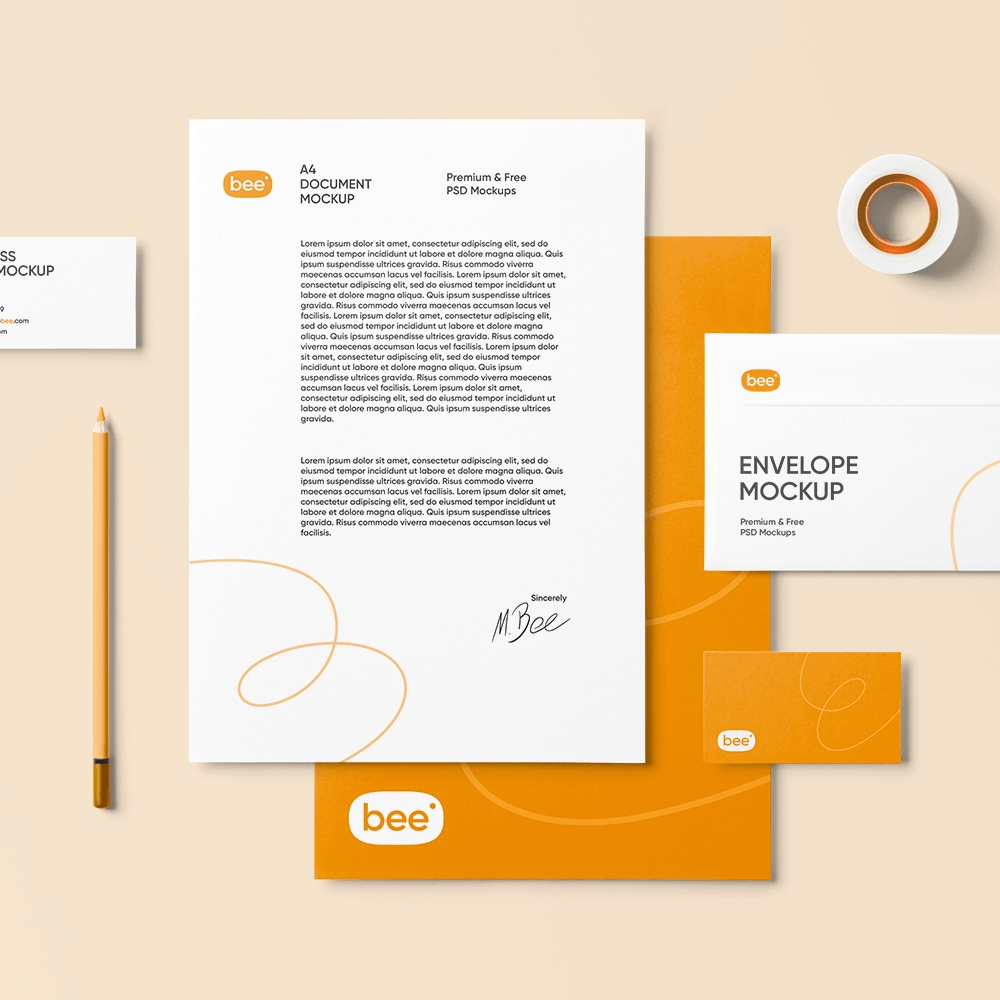 bee
A4
DOCUMENT
MOCKUP
Premium & Free
PSD Mockups
Lorem ipsum dolor sit amet, consectetur adipiscing elit, sed do
eiusmod tempor incididunt ut labore et dolore magna aliqua. Quis
ipsum suspendisse ultrices gravida. Risus commodo viverra
maecenas accumsan lacus vel facilisis. Lorem ipsum dolor sit amet,
consectetur adipiscing elit, sed do eiusmod tempor incididunt ut
labore et dolore magna aliqua. Quis ipsum suspendisse ultrices
gravida. Risus commodo viverra maecenas accumsan lacus vel
facilisis. Lorem ipsum dolor sit amet, consectetur adipiscing elit,
sed do eiusmod tempor incididunt ut labore et dolore magna
aliqua. Quis ipsum suspendisse ultrices gravida. Risus commodo
viverra maecenas accumsan lacus vel facilisis. Lorem ipsum dolor
sit amet, consectetur adipiscing elit, sed do eiusmod tempor
incididunt ut labore et dolore magna aliqua. Quis ipsum
suspendisse ultrices gravida. Risus commodo viverra maecenas
accumsan lacus vel facilisis. Lorem ipsum dolor sit amet,
consectetur adipiscing elit, sed do eiusmod tempor incididunt ut
labore et dolore magna aliqua. Quis ipsum suspendisse ultrices
gravida.
Lorem ipsum dolor sit amet, consectetur adipiscing elit, sed do
eiusmod tempor incididunt ut labore et dolore magna aliqua. Quis
ipsum suspendisse ultrices gravida. Risus commodo viverra
maecenas accumsan lacus vel facilisis. Lorem ipsum dolor sit amet,
consectetur adipiscing elit, sed do eiusmod tempor incididunt ut
labore et dolore magna aliqua. Quis ipsum suspendisse ultrices
gravida. Risus commodo viverra maecenas accumsan lacus vel
facilisis.
Sincerely
M.Bee
SS
MOCKUP
9
bee.com
om
bee
ENVELOPE
MOCKUP
Premium & Free
PSD Mockups
bee
bee